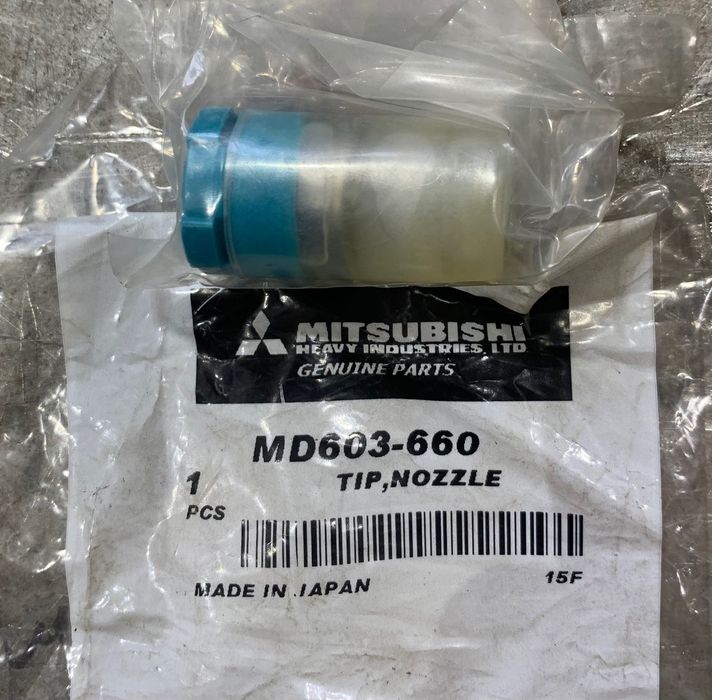 MITSUBISHI
HEAVY INDUSTRIES, LTD
GENUINE PARTS
MD603-660
1 TIP,NOZZLE
PCS
MADE IN JAPAN 15F